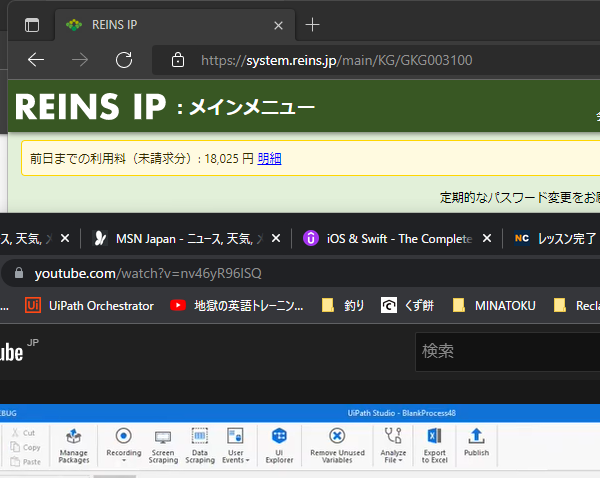 REINS IP
https://system.reins.jp/main/KG/GKG003100
REINS IP : メインメニュー
前日までの利用料（未請求分）: 18,025 円 明細
定期的なパスワード変更をお
ス, 天気, MSN Japan - ニュース, 天気, iOS & Swift - The Complete レッスン完了
youtube.com/watch?v=nv46yR96lSQ
... Ui UiPath Orchestrator 地獄の英語トレーニン... 釣り くず餅 MINATOKU Recla
ube JP 検索
EBUG UiPath Studio - BlankProcess48
Cut
Copy
Paste
Manage Packages
Recording
Screen Scraping
Data Scraping
User Events
UI Explorer
Remove Unused Variables
Analyze File
Export to Excel
Publish